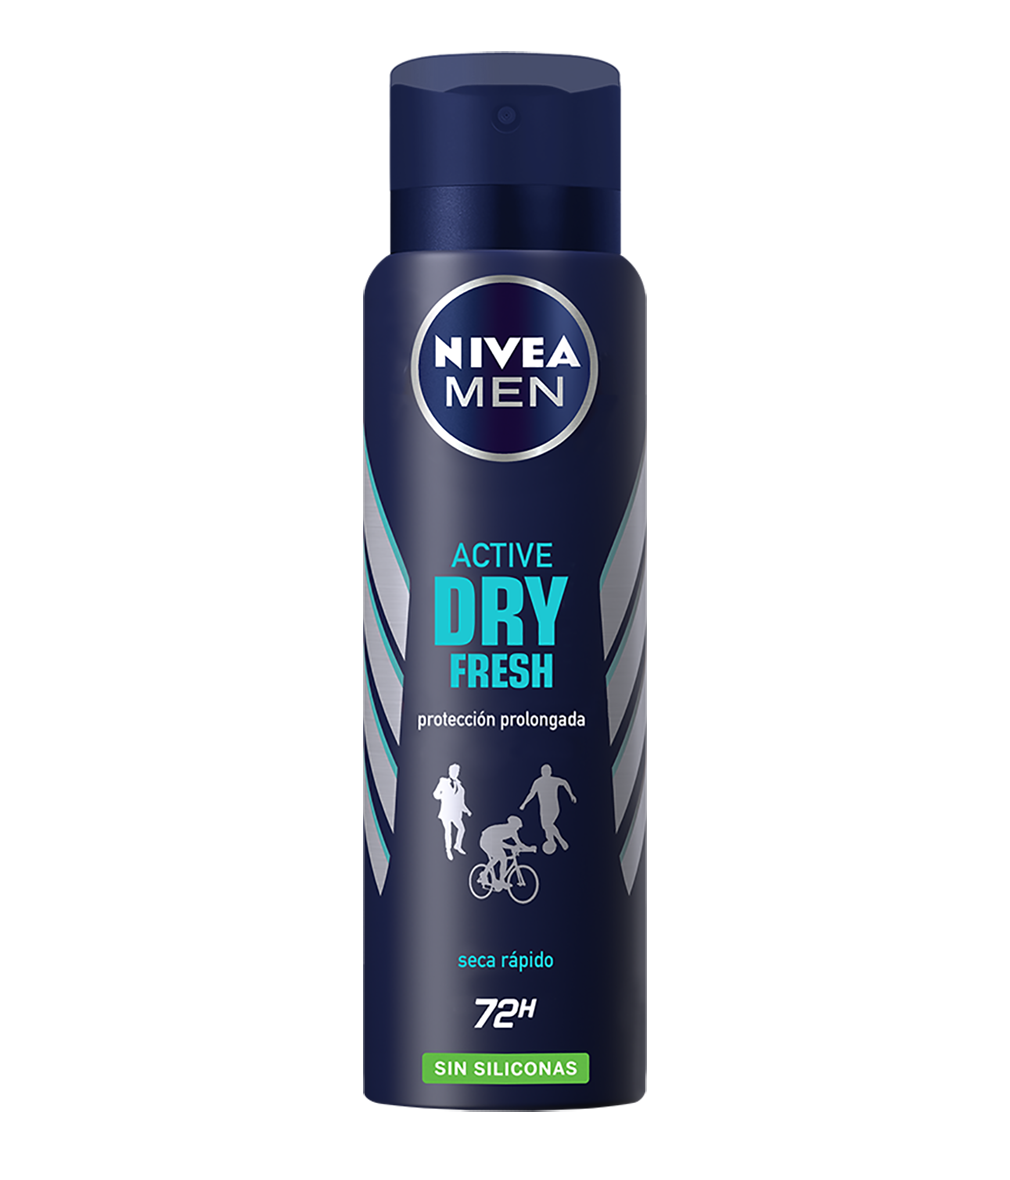 NIVEA
MEN
ACTIVE
DRY
FRESH
protección prolongada
seca rápido
72H
SIN SILICONAS